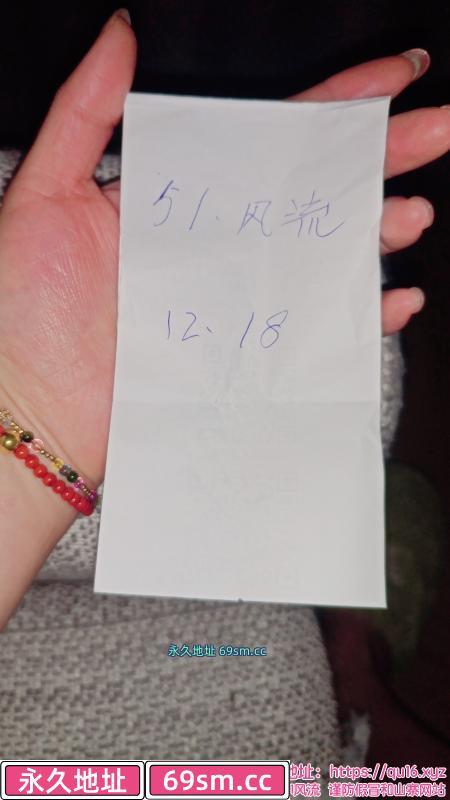 51.风流
12.18
永久地址 69sm.cc
永久地址 69sm.cc
地址：https://qu16.xyz
风流 谨防假冒和山寨网站